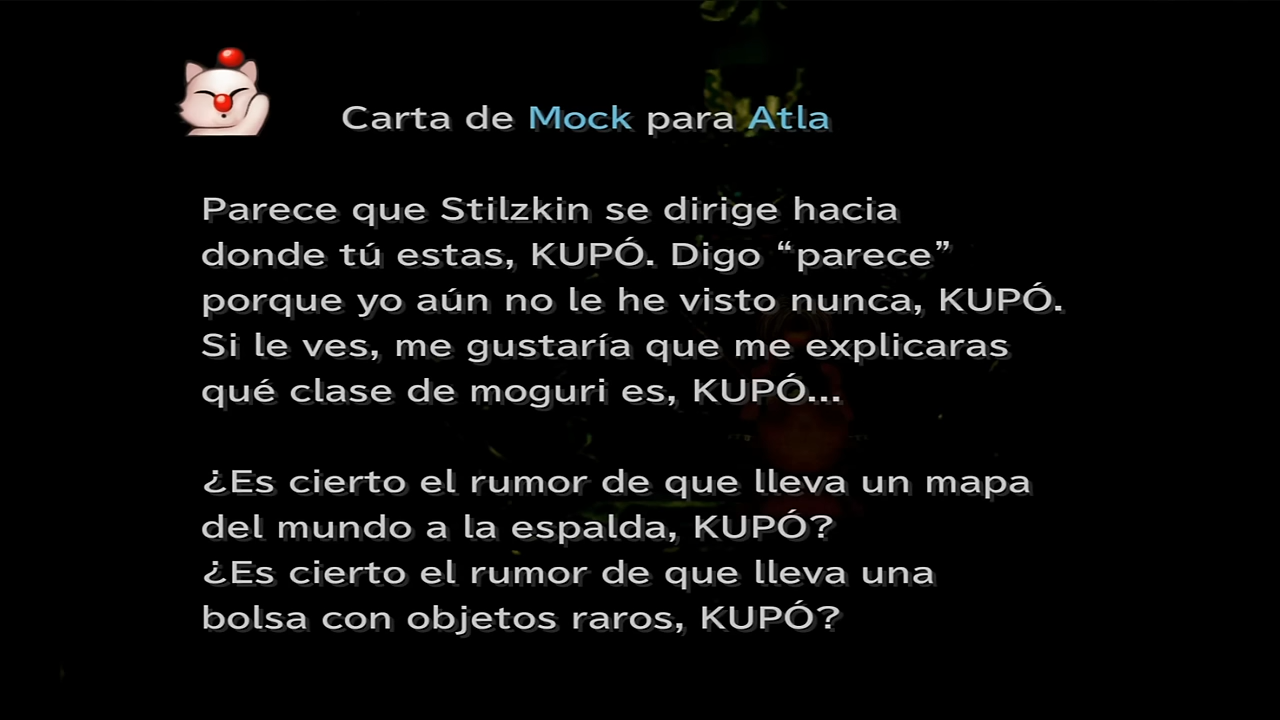 Carta de Mock para Atla
Parece que Stilzkin se dirige hacia
donde tú estas, KUPÓ. Digo “parece”
porque yo aún no le he visto nunca, KUPÓ.
Si le ves, me gustaría que me explicaras
qué clase de moguri es, KUPÓ...
¿Es cierto el rumor de que lleva un mapa
del mundo a la espalda, KUPÓ?
¿Es cierto el rumor de que lleva una
bolsa con objetos raros, KUPÓ?